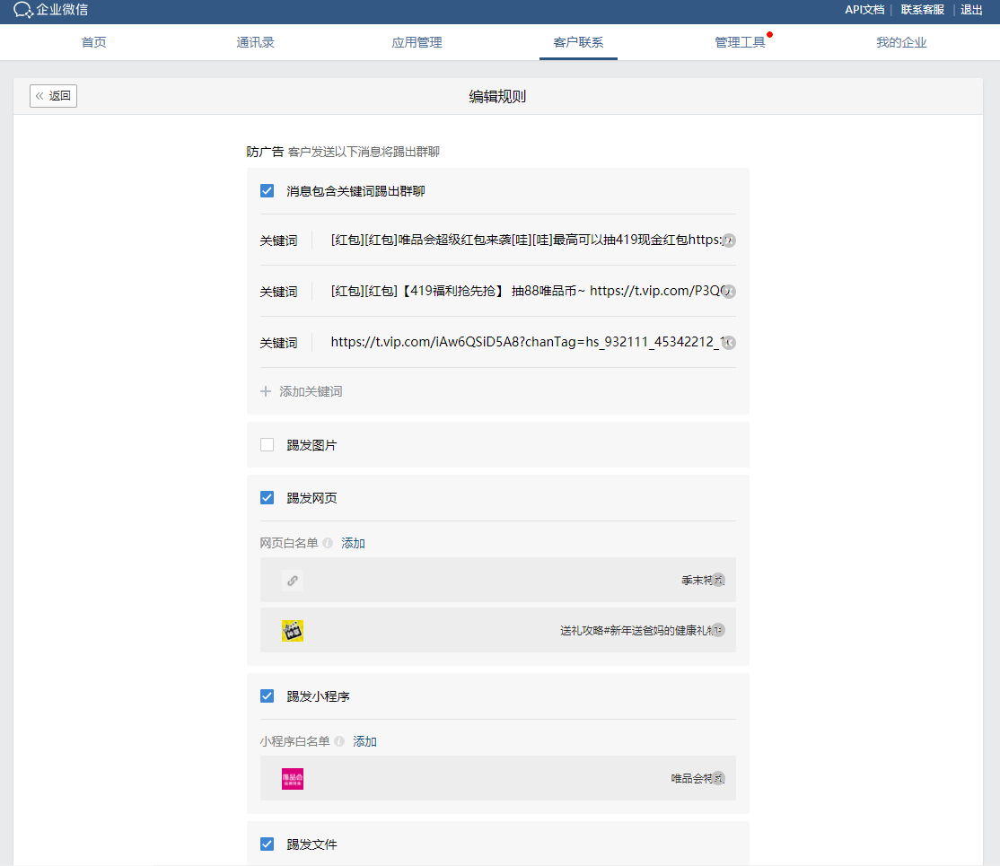 企业微信
API文档 | 联系客服 | 退出
首页 通讯录 应用管理 客户联系 管理工具 我的企业
« 返回
编辑规则
防广告 客户发送以下消息将踢出群聊
消息包含关键词踢出群聊
关键词 [红包][红包]唯品会超级红包来袭[哇][哇]最高可以抽419现金红包https:
关键词 [红包][红包]【419福利抢先抢】 抽88唯品币~ https://t.vip.com/P3Q
关键词 https://t.vip.com/iAw6QSiD5A8?chanTag=hs_932111_45342212_
添加关键词
踢发图片
踢发网页
网页白名单 添加
季末特
送礼攻略#新年送爸妈的健康礼
踢发小程序
小程序白名单 添加
唯品会
唯品会特
踢发文件